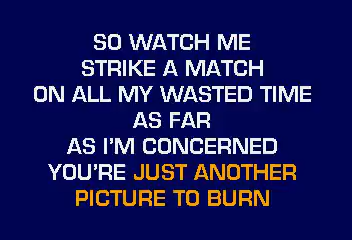 SO WATCH ME
STRIKE A MATCH
ON ALL MY WASTED TIME
AS FAR
AS I'M CONCERNED
YOU'RE JUST ANOTHER
PICTURE TO BURN